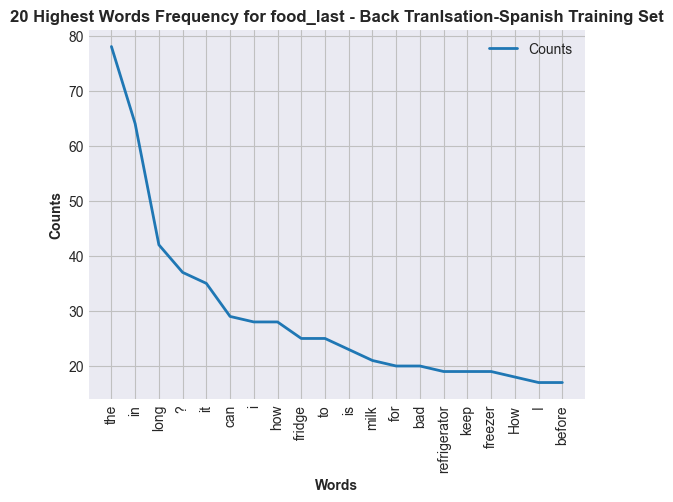 20 Highest Words Frequency for food_last - Back Tranlsation-Spanish Training Set
Counts
80
70
60
50
40
30
20
Counts
the
in
long
?
it
can
i
how
fridge
to
is
milk
for
bad
refrigerator
keep
freezer
How
I
before
Words